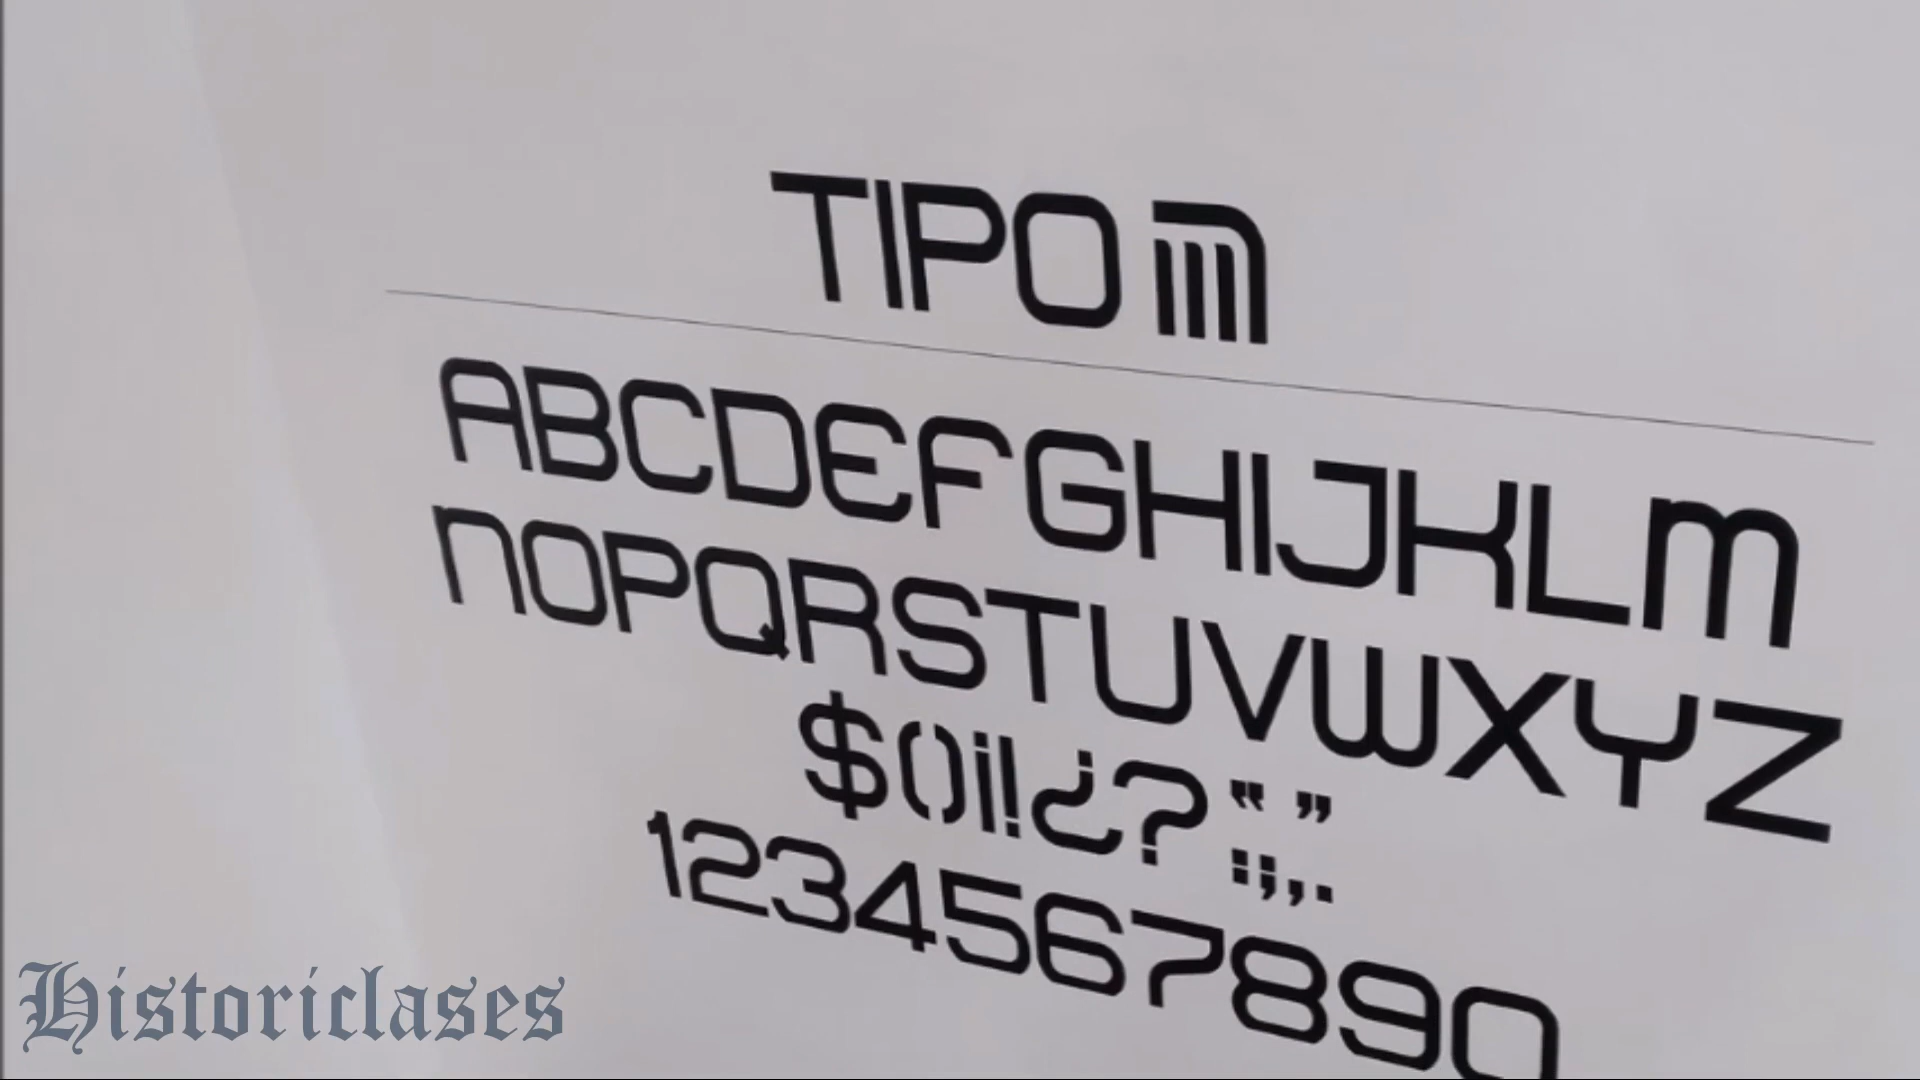 TIPO M
ABCDEFGHIJKLM
NOPQRSTUVWXYZ
$()¡!¿?“ ”:;,.
1234567890
Historiclases